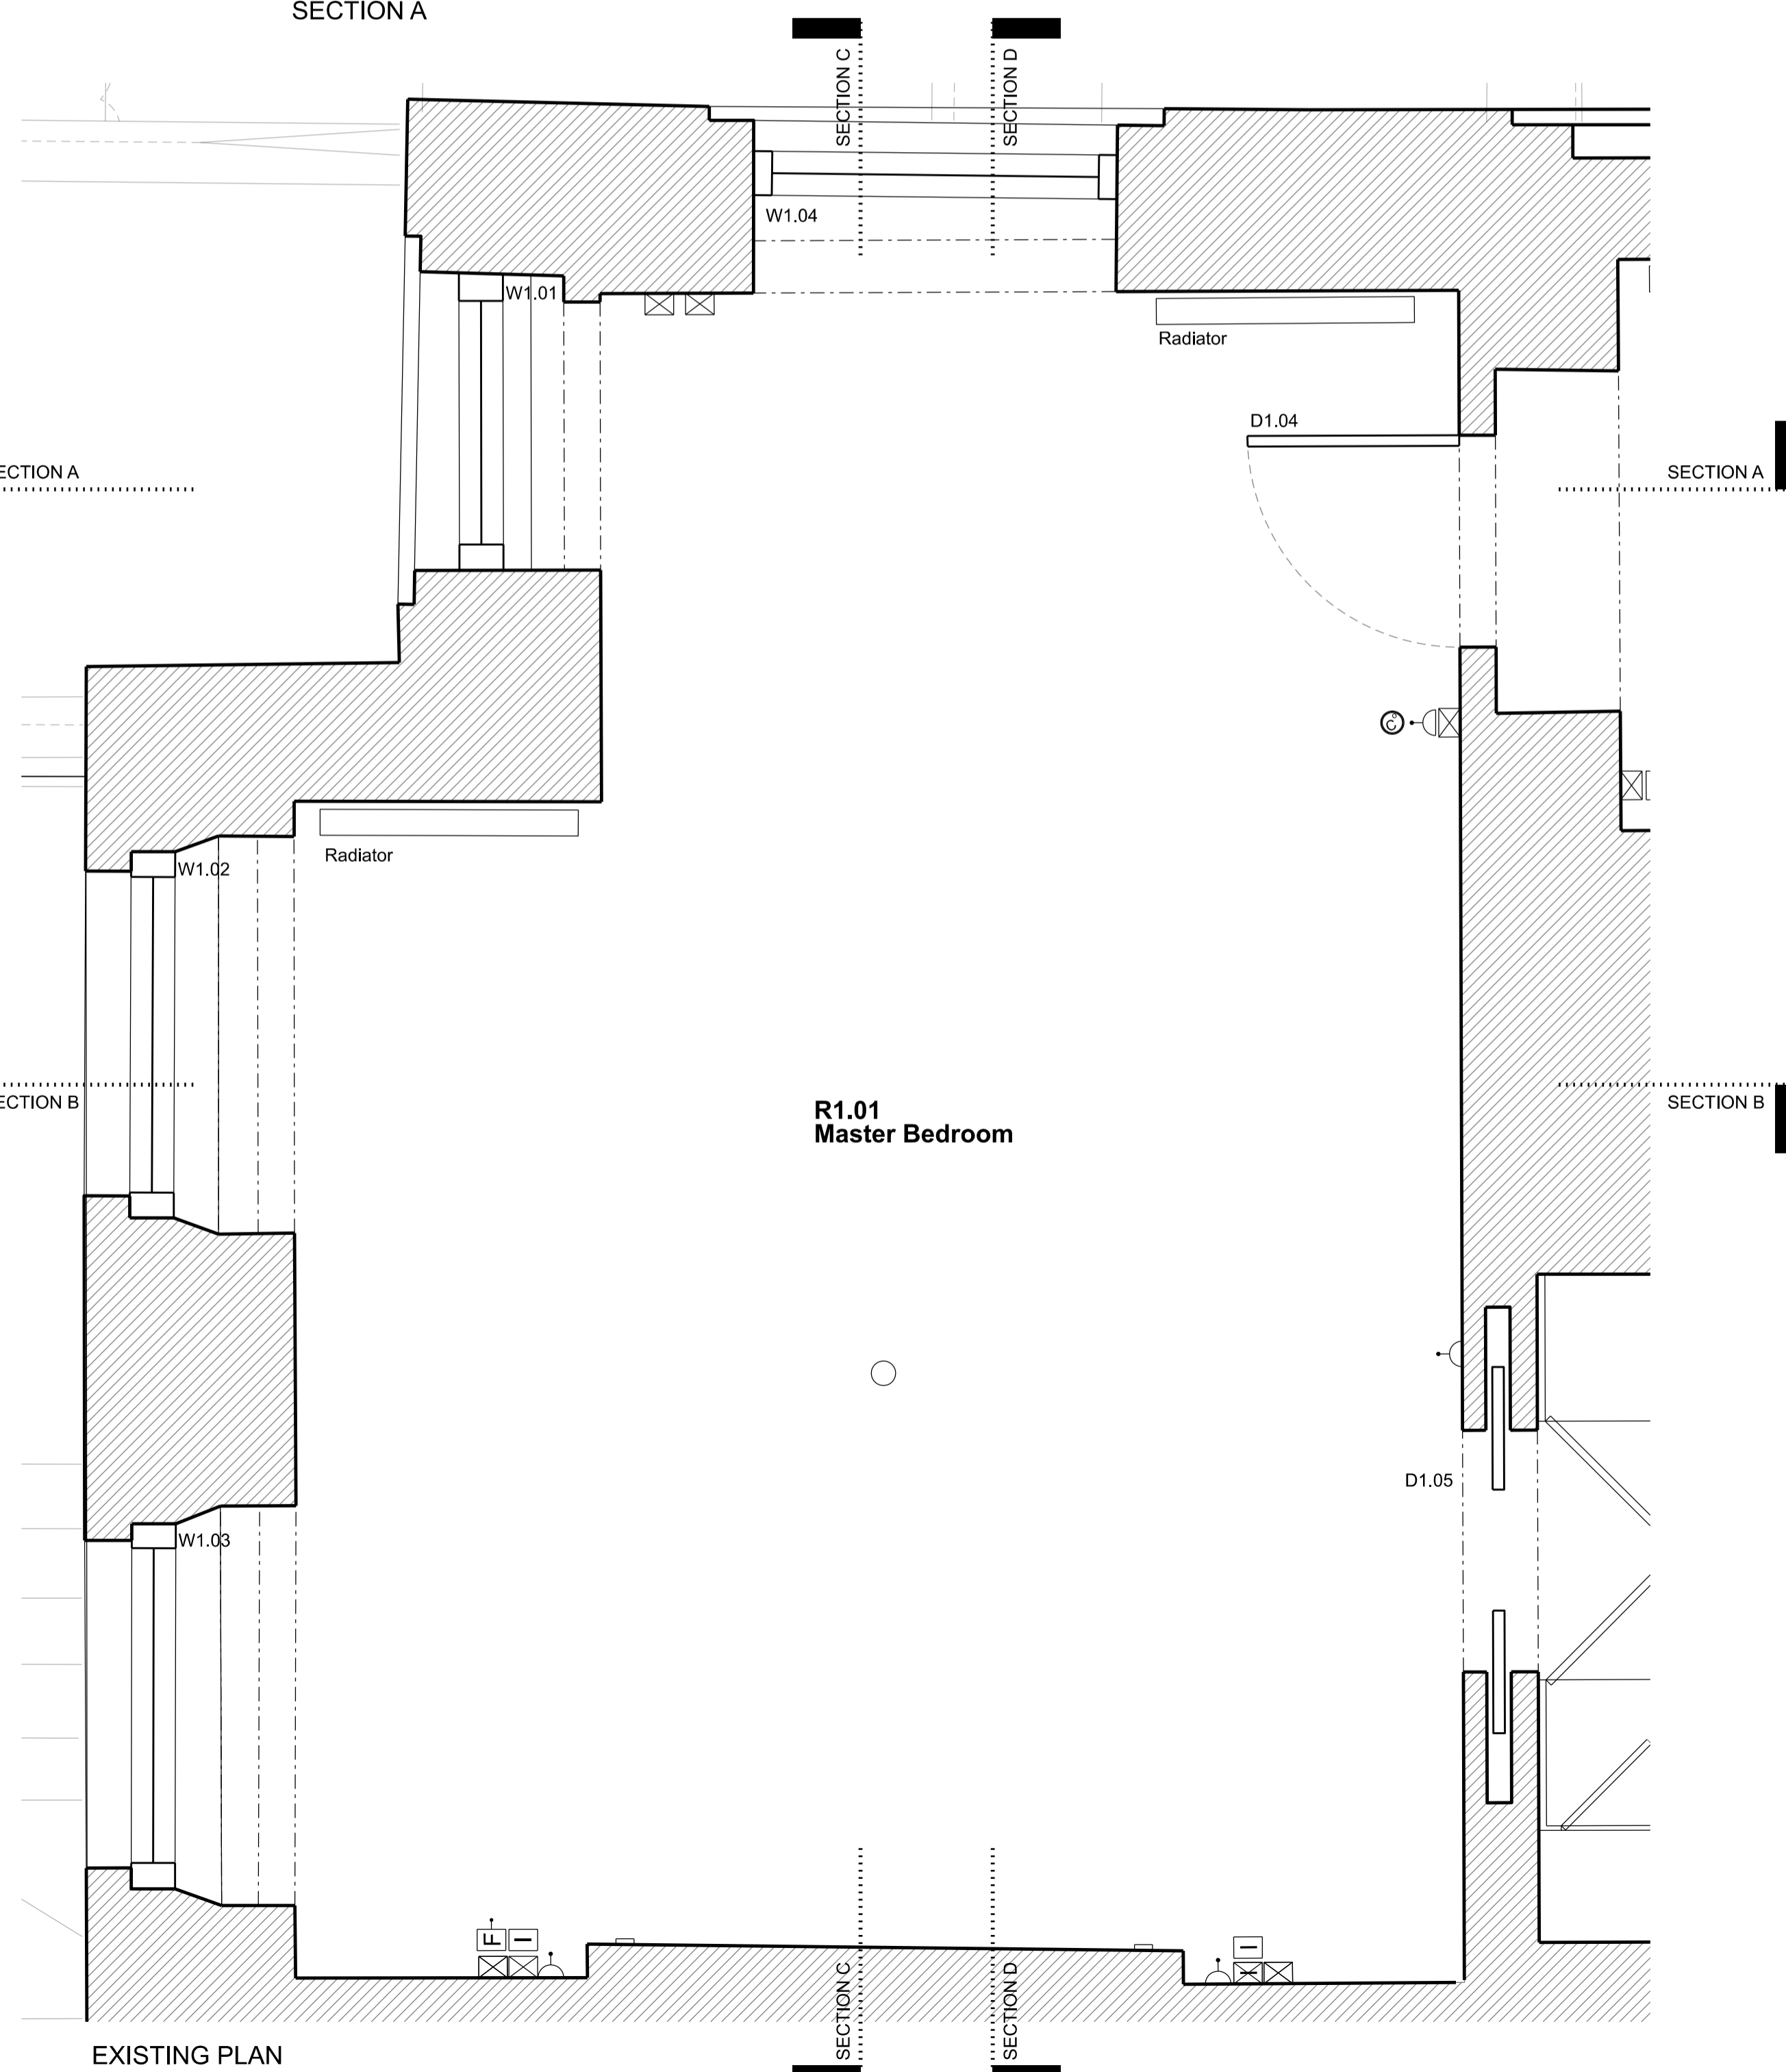 SECTION A
SECTION C
SECTION D
W1.04
W1.01
Radiator
D1.04
ECTION A
SECTION A
C°
Radiator
W1.02
ECTION B
SECTION B
R1.01
Master Bedroom
D1.05
W1.03
F I
I
SECTION C
SECTION D
EXISTING PLAN